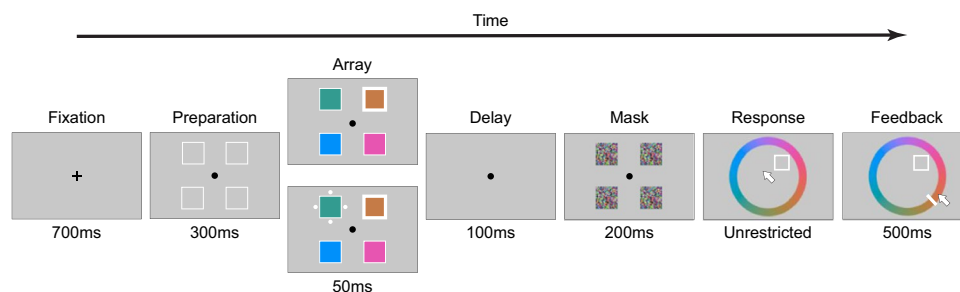 Time
Array
Fixation
Preparation
Delay
Mask
Response
Feedback
700ms
300ms
50ms
100ms
200ms
Unrestricted
500ms